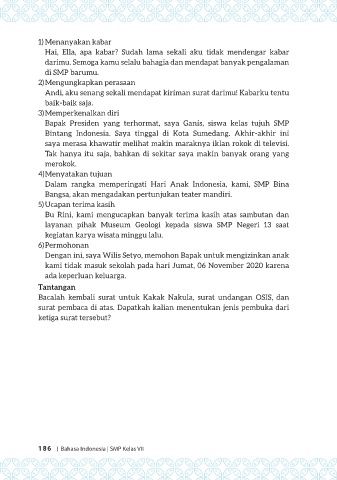 1) Menanyakan kabar
Hai, Ella, apa kabar? Sudah lama sekali aku tidak mendengar kabar
darimu. Semoga kamu selalu bahagia dan mendapat banyak pengalaman
di SMP barumu.
2) Mengungkapkan perasaan
Andi, aku senang sekali mendapat kiriman surat darimu! Kabarku tentu
baik-baik saja.
3) Memperkenalkan diri
Bapak Presiden yang terhormat, saya Ganis, siswa kelas tujuh SMP
Bintang Indonesia. Saya tinggal di Kota Sumedang. Akhir-akhir ini
saya merasa khawatir melihat makin maraknya iklan rokok di televisi.
Tak hanya itu saja, bahkan di sekitar saya makin banyak orang yang
merokok.
4) Menyatakan tujuan
Dalam rangka memperingati Hari Anak Indonesia, kami, SMP Bina
Bangsa, akan mengadakan pertunjukan teater mandiri.
5) Ucapan terima kasih
Bu Rini, kami mengucapkan banyak terima kasih atas sambutan dan
layanan pihak Museum Geologi kepada siswa SMP Negeri 13 saat
kegiatan karya wisata minggu lalu.
6) Permohonan
Dengan ini, saya Wilis Setyo, memohon Bapak untuk mengizinkan anak
kami tidak masuk sekolah pada hari Jumat, 06 November 2020 karena
ada keperluan keluarga.
Tantangan
Bacalah kembali surat untuk Kakak Nakula, surat undangan OSIS, dan
surat pembaca di atas. Dapatkah kalian menentukan jenis pembuka dari
ketiga surat tersebut?
186 | Bahasa Indonesia | SMP Kelas VII